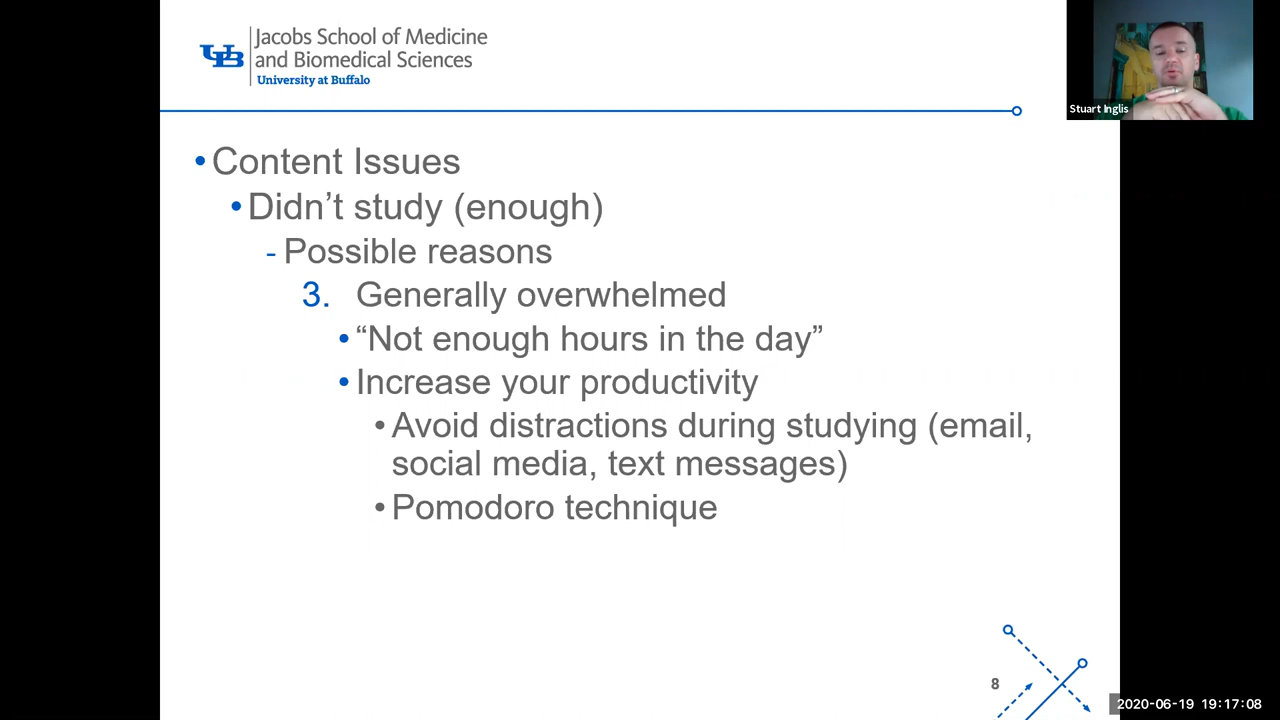 Jacobs School of Medicine
and Biomedical Sciences
University at Buffalo
UB
Stuart Inglis
• Content Issues
• Didn’t study (enough)
- Possible reasons
3. Generally overwhelmed
• “Not enough hours in the day”
• Increase your productivity
• Avoid distractions during studying (email,
social media, text messages)
• Pomodoro technique
8
2020-06-19 19:17:08